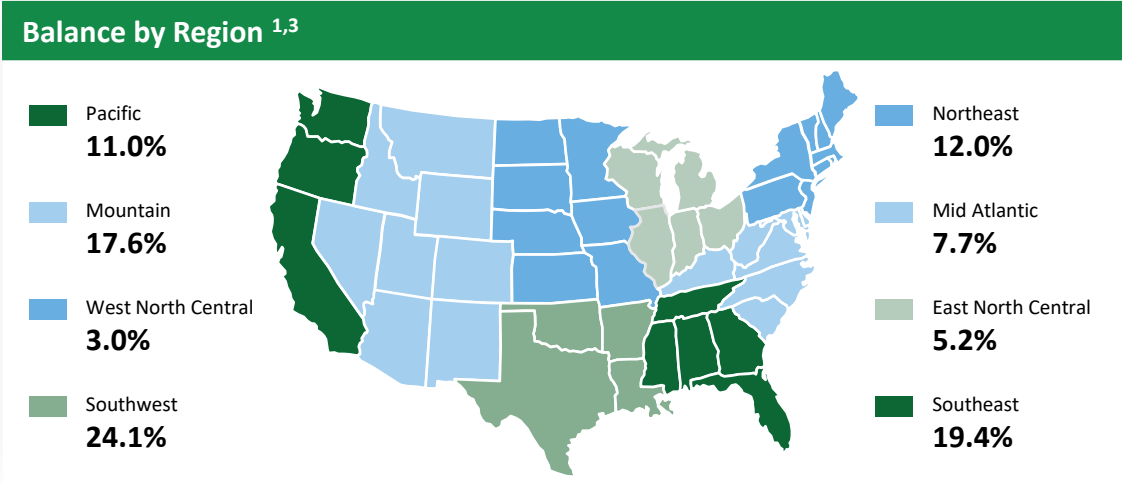 Balance by Region 1,3
Pacific
11.0%
Mountain
17.6%
West North Central
3.0%
Southwest
24.1%
Northeast
12.0%
Mid Atlantic
7.7%
East North Central
5.2%
Southeast
19.4%